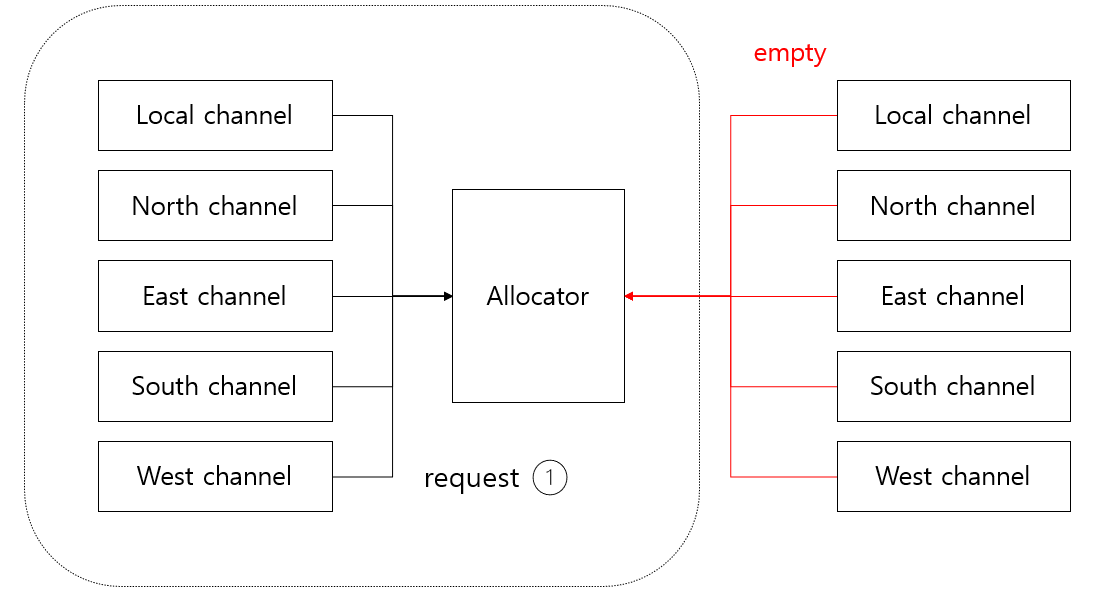 empty
Local channel
North channel
East channel
South channel
West channel
Allocator
request ①
Local channel
North channel
East channel
South channel
West channel